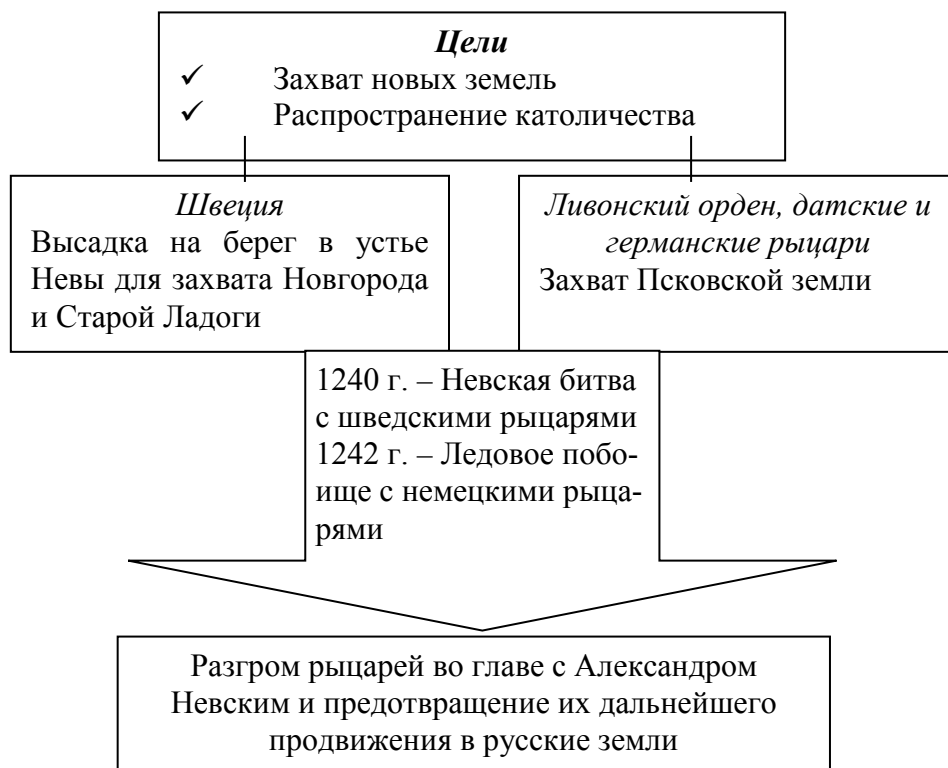 Цели
✓ Захват новых земель
✓ Распространение католичества
Швеция
Высадка на берег в устье
Невы для захвата Новгорода
и Старой Ладоги
Ливонский орден, датские и
германские рыцари
Захват Псковской земли
1240 г. – Невская битва
с шведскими рыцарями
1242 г. – Ледовое побо-
ище с немецкими рыца-
рями
Разгром рыцарей во главе с Александром
Невским и предотвращение их дальнейшего
продвижения в русские земли